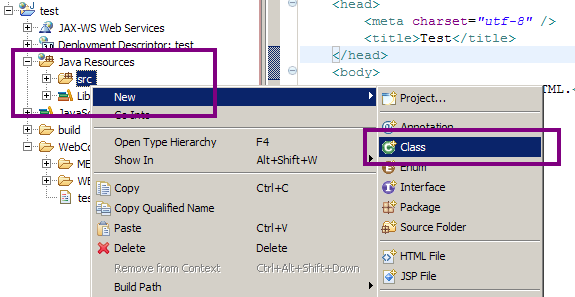 test
JAX-WS Web Services
Deployment Descriptor: test
Java Resources
src
Lib
JavaSc
build
WebCo
ME
WE
tes
<head>
<meta charset="utf-8" />
<title>Test</title>
</head>
<body>
TML.<
New
Go Into
Open Type Hierarchy F4
Show In Alt+Shift+W
Copy Ctrl+C
Copy Qualified Name
Paste Ctrl+V
Delete Delete
Remove from Context Ctrl+Alt+Shift+Down
Build Path
Project...
Annotation
Class
Enum
Interface
Package
Source Folder
HTML File
JSP File